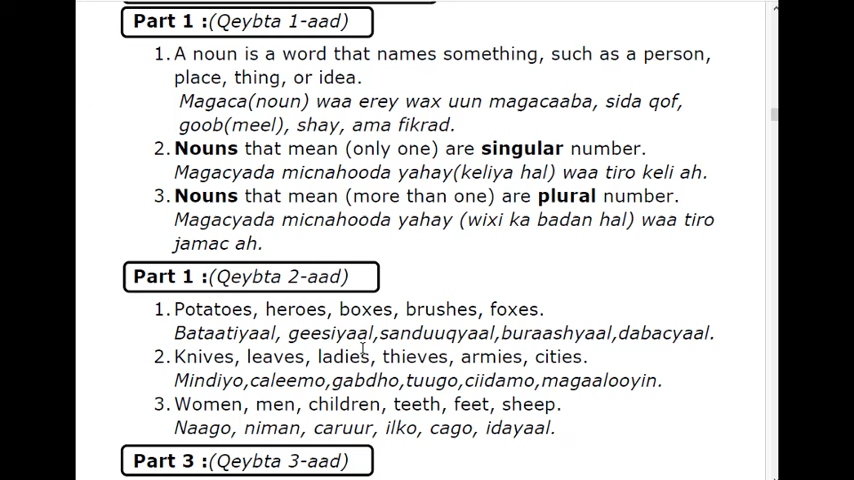 Part 1 :(Qeybta 1-aad)
1. A noun is a word that names something, such as a person,
place, thing, or idea.
Magaca(noun) waa erey wax uun magacaaba, sida qof,
goob(meel), shay, ama fikrad.
2. Nouns that mean (only one) are singular number.
Magacyada micnahooda yahay(keliya hal) waa tiro keli ah.
3. Nouns that mean (more than one) are plural number.
Magacyada micnahooda yahay (wixi ka badan hal) waa tiro
jamac ah.
Part 1 :(Qeybta 2-aad)
1. Potatoes, heroes, boxes, brushes, foxes.
Bataatiyaal, geesiyaal,sanduuqyaal,buraashyaal,dabacyaal.
2. Knives, leaves, ladies, thieves, armies, cities.
Mindiyo,caleemo,gabdho,tuugo,ciidamo,magaalooyin.
3. Women, men, children, teeth, feet, sheep.
Naago, niman, caruur, ilko, cago, idayaal.
Part 3 :(Qeybta 3-aad)